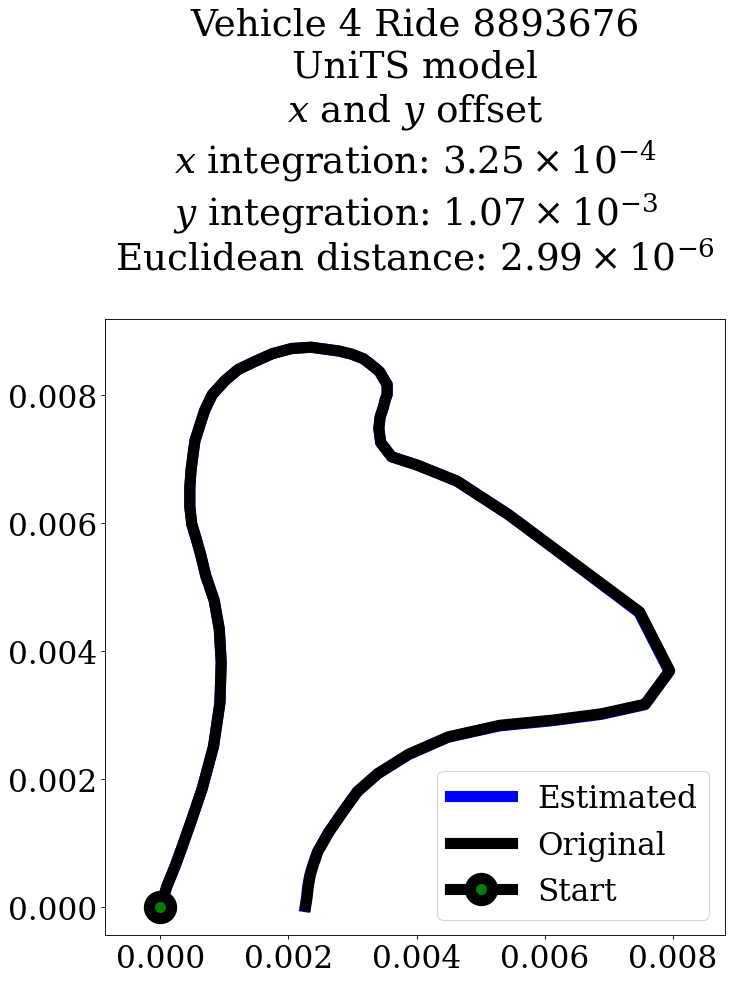 Vehicle 4 Ride 8893676
UniTS model
x and y offset
x integration: 3.25 × 10⁻⁴
y integration: 1.07 × 10⁻³
Euclidean distance: 2.99 × 10⁻⁶
0.008
0.006
0.004
0.002
0.000
Estimated
Original
Start
0.000 0.002 0.004 0.006 0.008